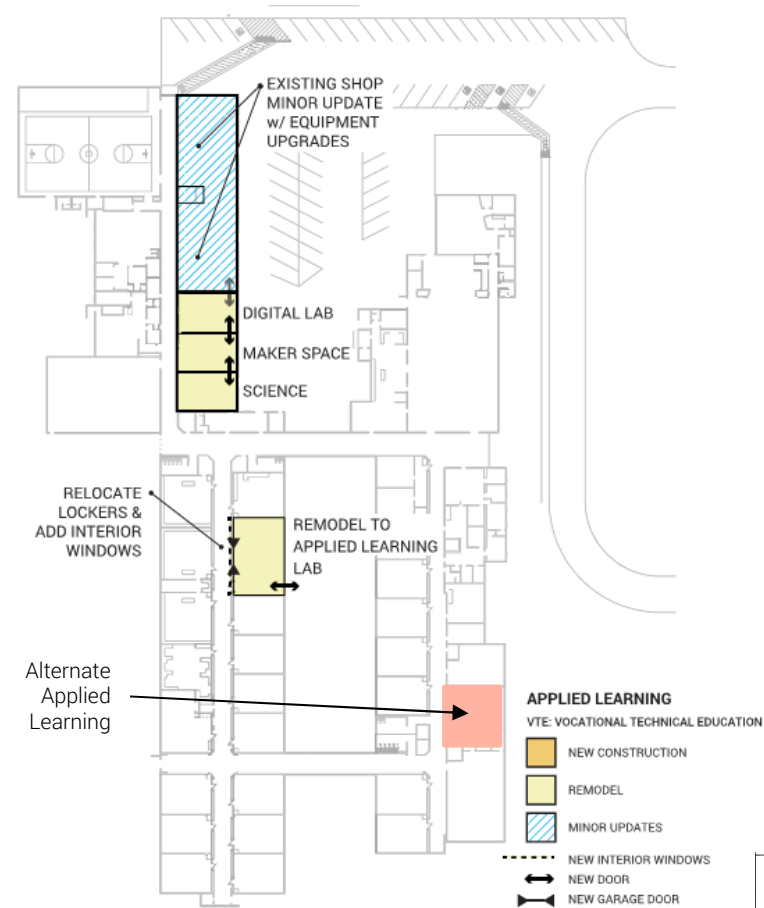 EXISTING SHOP
MINOR UPDATE
w/ EQUIPMENT
UPGRADES
DIGITAL LAB
MAKER SPACE
SCIENCE
RELOCATE
LOCKERS &
ADD INTERIOR
WINDOWS
REMODEL TO
APPLIED LEARNING
LAB
Alternate
Applied
Learning
APPLIED LEARNING
VTE: VOCATIONAL TECHNICAL EDUCATION
NEW CONSTRUCTION
REMODEL
MINOR UPDATES
NEW INTERIOR WINDOWS
NEW DOOR
NEW GARAGE DOOR